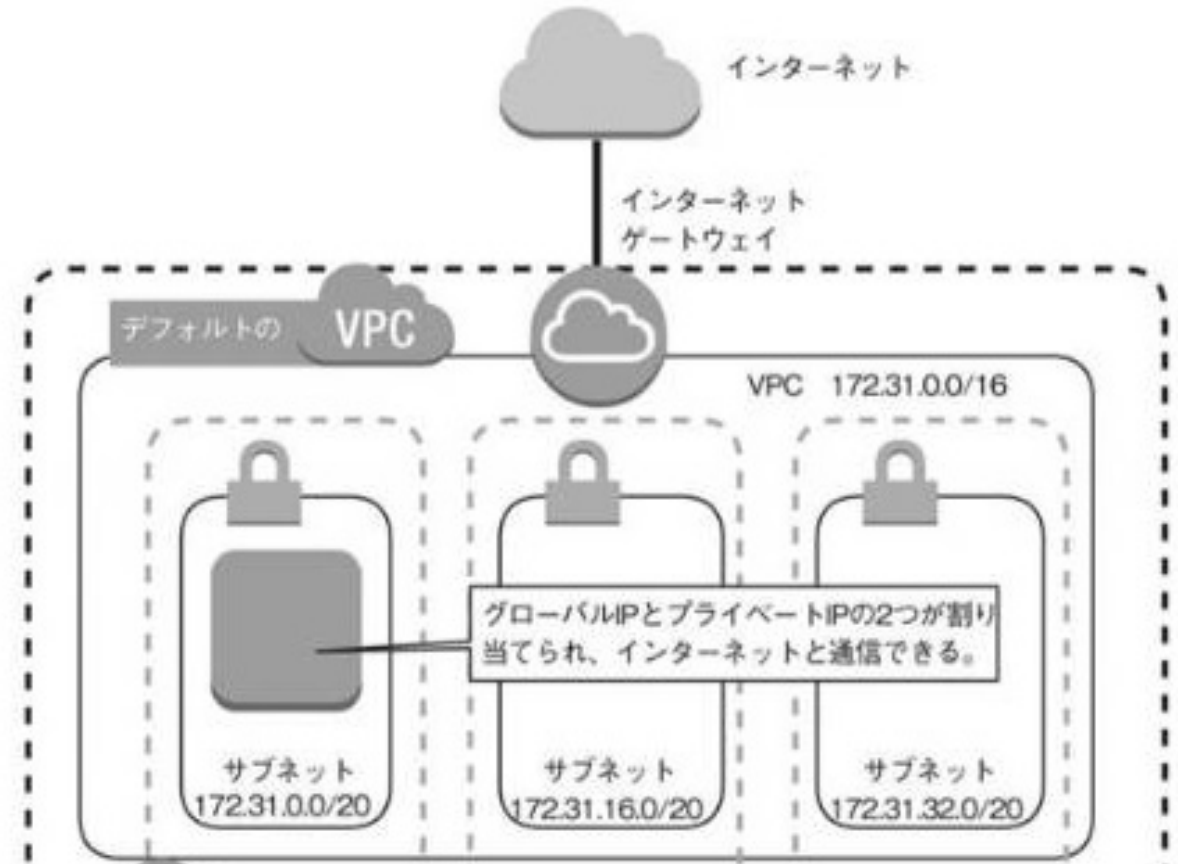 インターネット
インターネット
ゲートウェイ
デフォルトの VPC
VPC 172.31.0.0/16
グローバルIPとプライベートIPの2つが割り
当てられ、インターネットと通信できる。
サブネット
172.31.0.0/20
サブネット
172.31.16.0/20
サブネット
172.31.32.0/20